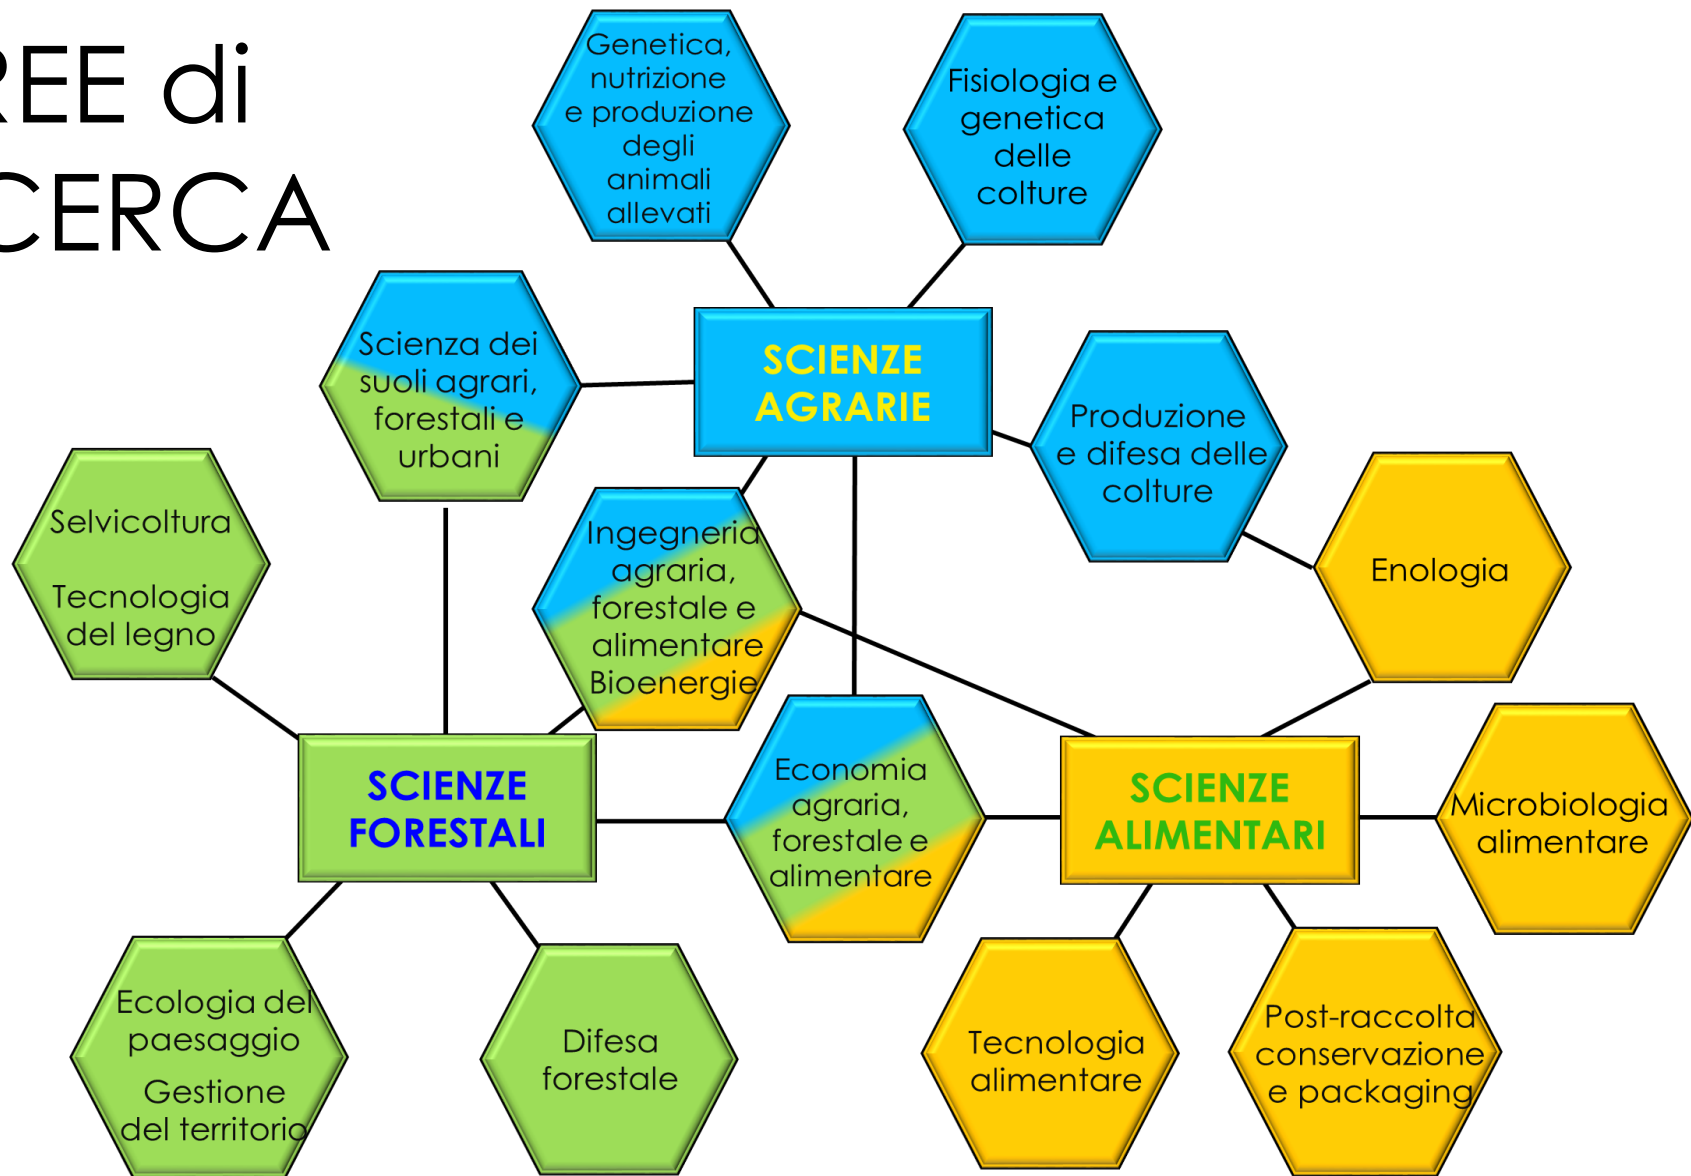 REE di
CERCA
Genetica,
nutrizione
e produzione
degli
animali
allevati
Fisiologia e
genetica
delle
colture
Scienza dei
suoli agrari,
forestali e
urbani
SCIENZE
AGRARIE
Produzione
e difesa delle
colture
Selvicoltura
Tecnologia
del legno
Ingegneria
agraria,
forestale e
alimentare
Bioenergie
Enologia
SCIENZE
FORESTALI
Economia
agraria,
forestale e
alimentare
SCIENZE
ALIMENTARI
Microbiologia
alimentare
Ecologia del
paesaggio
Gestione
del territorio
Difesa
forestale
Tecnologia
alimentare
Post-raccolta
conservazione
e packaging